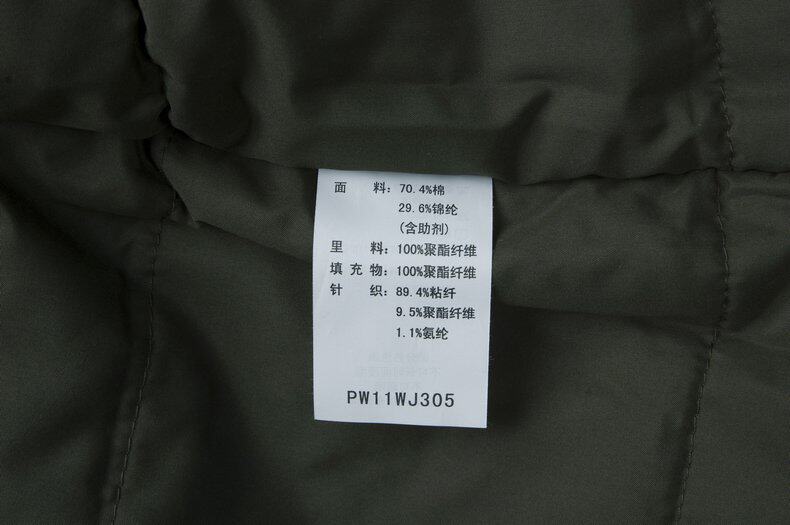 面 料：70.4%棉
29.6%锦纶
(含助剂)
里 料：100%聚酯纤维
填 充 物：100%聚酯纤维
针 织：89.4%粘纤
9.5%聚酯纤维
1.1%氨纶
PW11WJ305